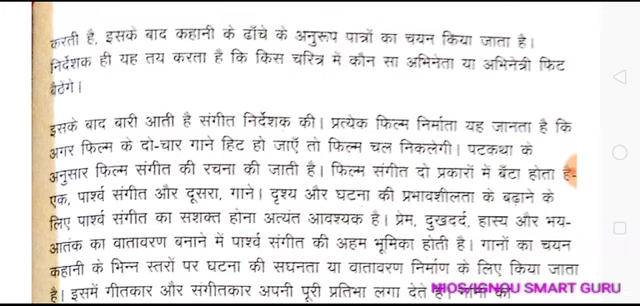 करती है, इसके बाद कहानी के ढाँचे के अनुरूप पात्रों का चयन किया जाता है।
निर्देशक ही यह तय करता है कि किस चरित्र में कौन सा अभिनेता या अभिनेत्री फिट
बैठेंगे।
इसके बाद बारी आती है संगीत निर्देशक की। प्रत्येक फिल्म निर्माता यह जानता है कि
अगर फिल्म के दो-चार गाने हिट हो जाएँ तो फिल्म चल निकलेगी। पटकथा के
अनुसार फिल्म संगीत की रचना की जाती है। फिल्म संगीत दो प्रकारों में बँटा होता है-
एक, पार्श्व संगीत और दूसरा, गाने। दृश्य और घटना की प्रभावशीलता के बढ़ाने के
लिए पार्श्व संगीत का सशक्त होना अत्यंत आवश्यक है। प्रेम, दुखदर्द, हास्य और भय-
आतंक का वातावरण बनाने में पार्श्व संगीत की अहम भूमिका होती है। गानों का चयन
कहानी के भिन्न स्तरों पर घटना की सघनता या वातावरण निर्माण के लिए किया जाता
है। इसमें गीतकार और संगीतकार अपनी पूरी प्रतिभा लगा देते हैं।
NIOS/IGNOU SMART GURU